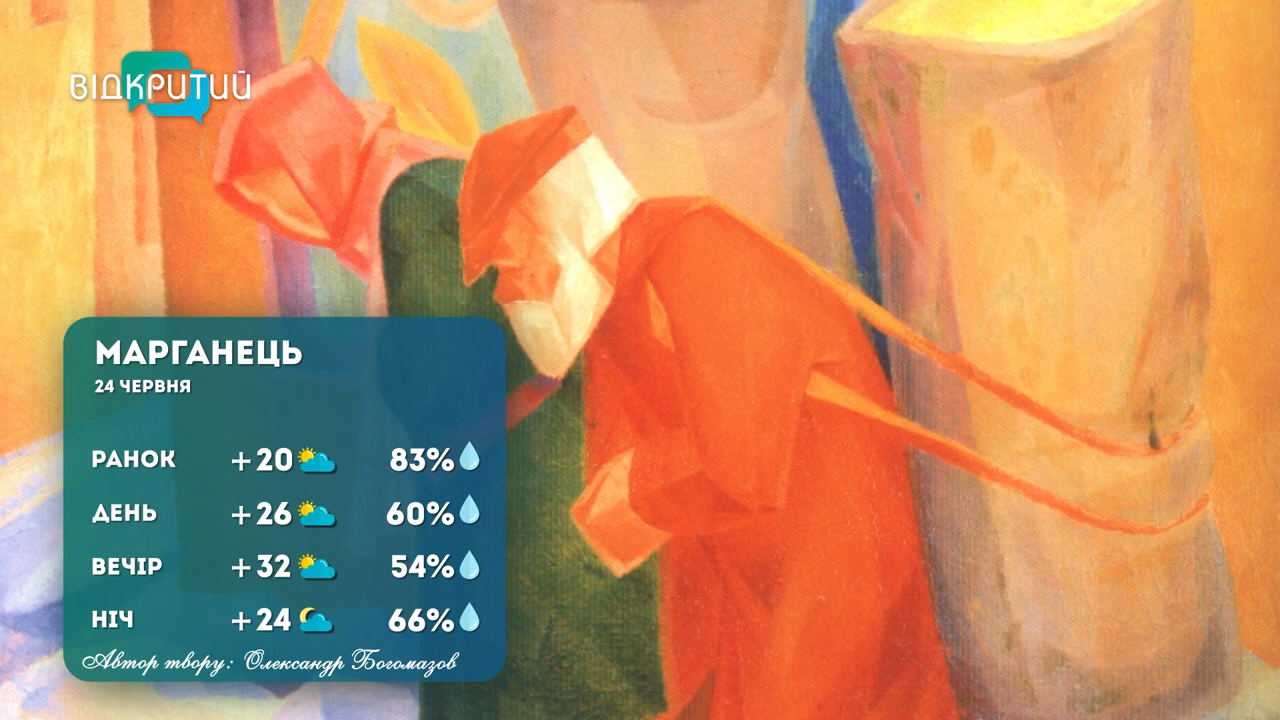 ВІДКРИТИЙ
МАРГАНЕЦЬ
24 ЧЕРВНЯ
РАНОК +20 83%
ДЕНЬ +26 60%
ВЕЧІР +32 54%
НІЧ +24 66%
Автор твору: Олександр Богомазов